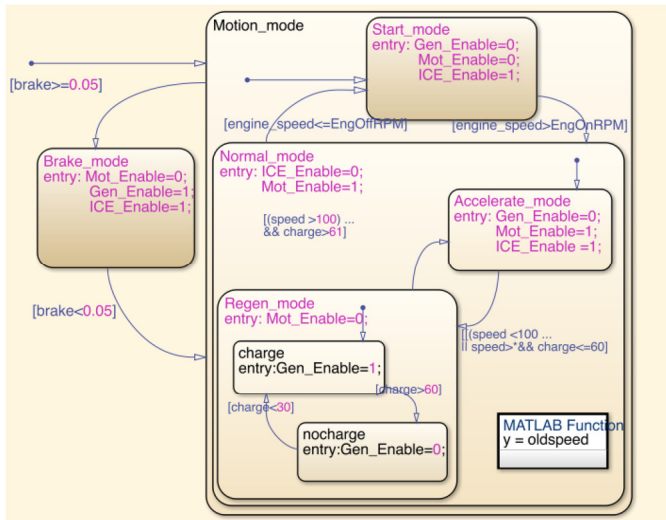 Motion_mode
Start_mode
entry: Gen_Enable=0;
Mot_Enable=0;
ICE_Enable=1;
[brake>=0.05]
[engine_speed<=EngOffRPM]
[engine_speed>EngOnRPM]
Brake_mode
entry: Mot_Enable=0;
Gen_Enable=1;
ICE_Enable=1;
Normal_mode
entry: ICE_Enable=0;
Mot_Enable=1;
[(speed >100) ...
&& charge>61]
Accelerate_mode
entry: Gen_Enable=0;
Mot_Enable=1;
ICE_Enable =1;
[brake<0.05]
Regen_mode
entry: Mot_Enable=0;
[[(speed <100 ...
|| speed>*&& charge<=60]
charge
entry:Gen_Enable=1;
[charge>60]
[charge<30]
nocharge
entry:Gen_Enable=0;
MATLAB Function
y = oldspeed